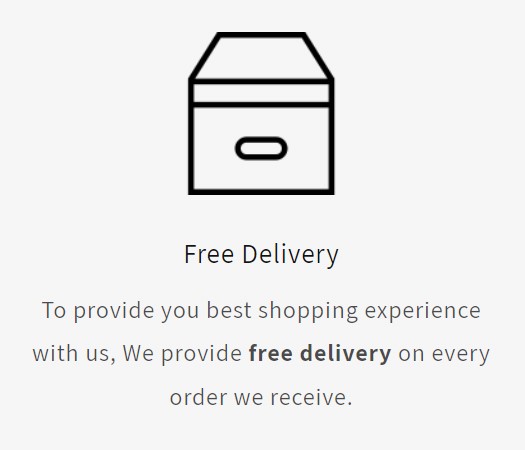 Free Delivery
To provide you best shopping experience
with us, We provide free delivery on every
order we receive.